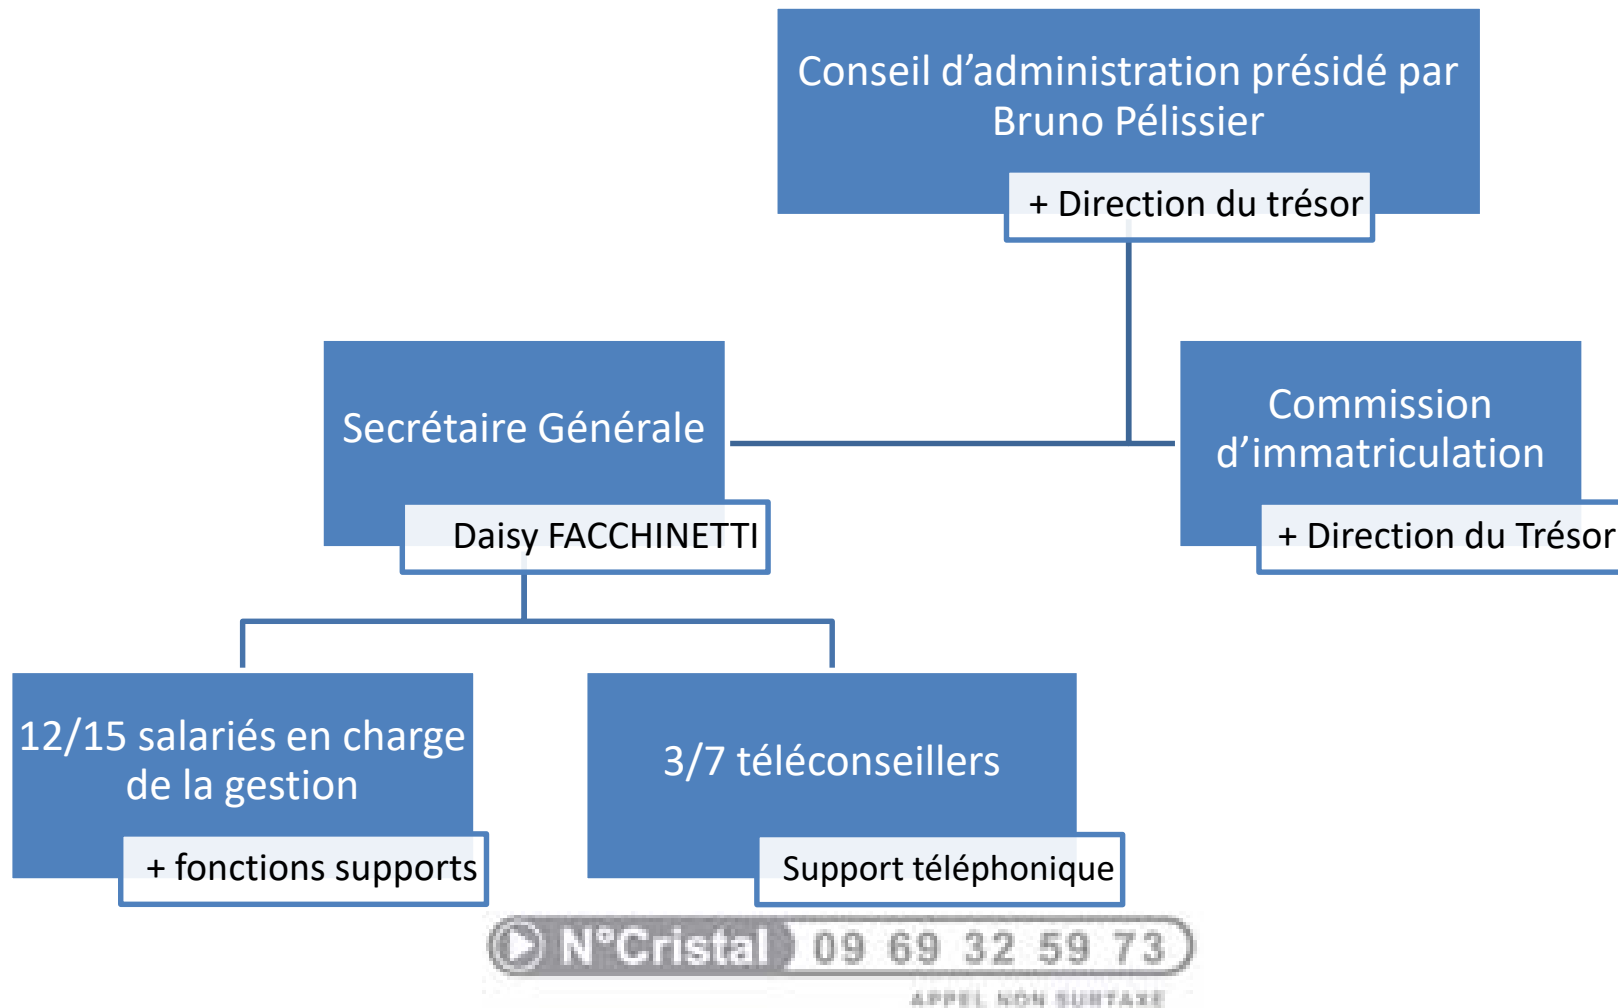 Conseil d’administration présidé par
Bruno Pélissier
+ Direction du trésor
Secrétaire Générale
Daisy FACCHINETTI
Commission
d’immatriculation
+ Direction du Trésor
12/15 salariés en charge
de la gestion
+ fonctions supports
3/7 téléconseillers
Support téléphonique
N°Cristal 09 69 32 59 73
APPEL NON SURTAXE